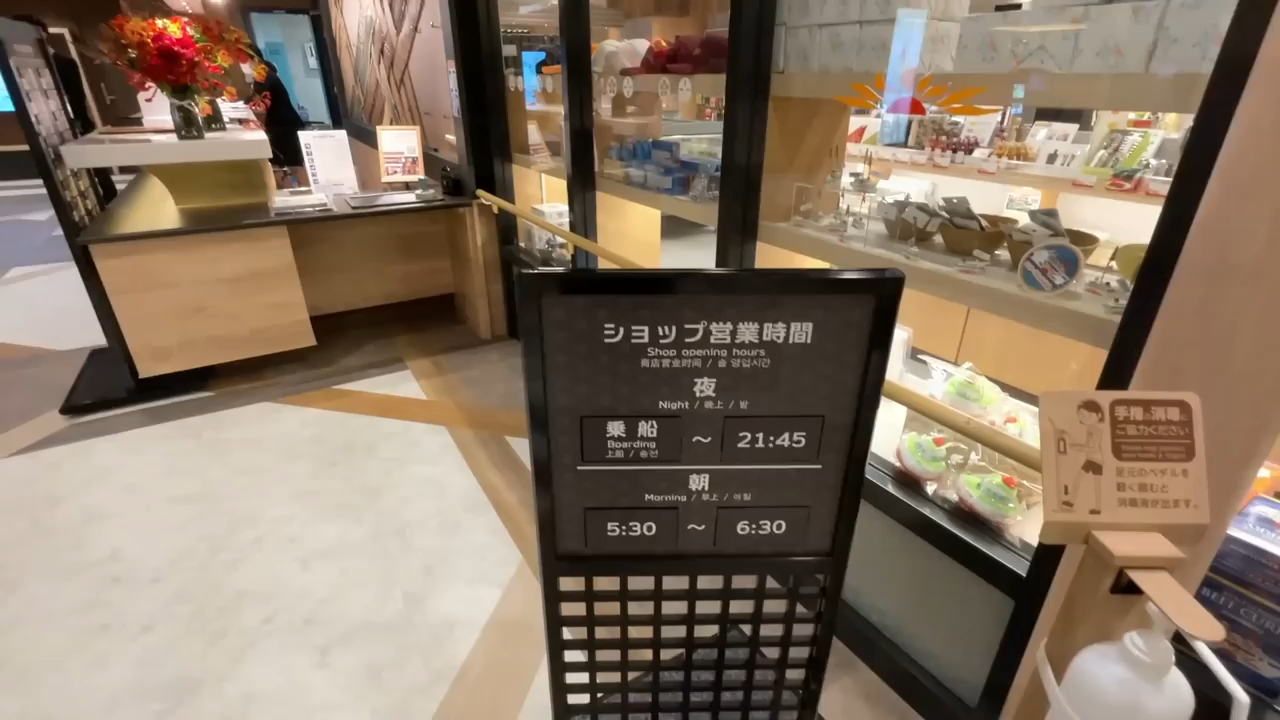 ショップ営業時間
Shop opening hours
商店营业时间 / 숍 영업시간
夜
Night / 晚上 / 밤
乗船
Boarding
上船 / 승선
～ 21:45
朝
Morning / 早上 / 아침
5:30 ～ 6:30
手指の消毒に
ご協力ください
足元のペダルを
軽く踏むと
消毒液が出ます。